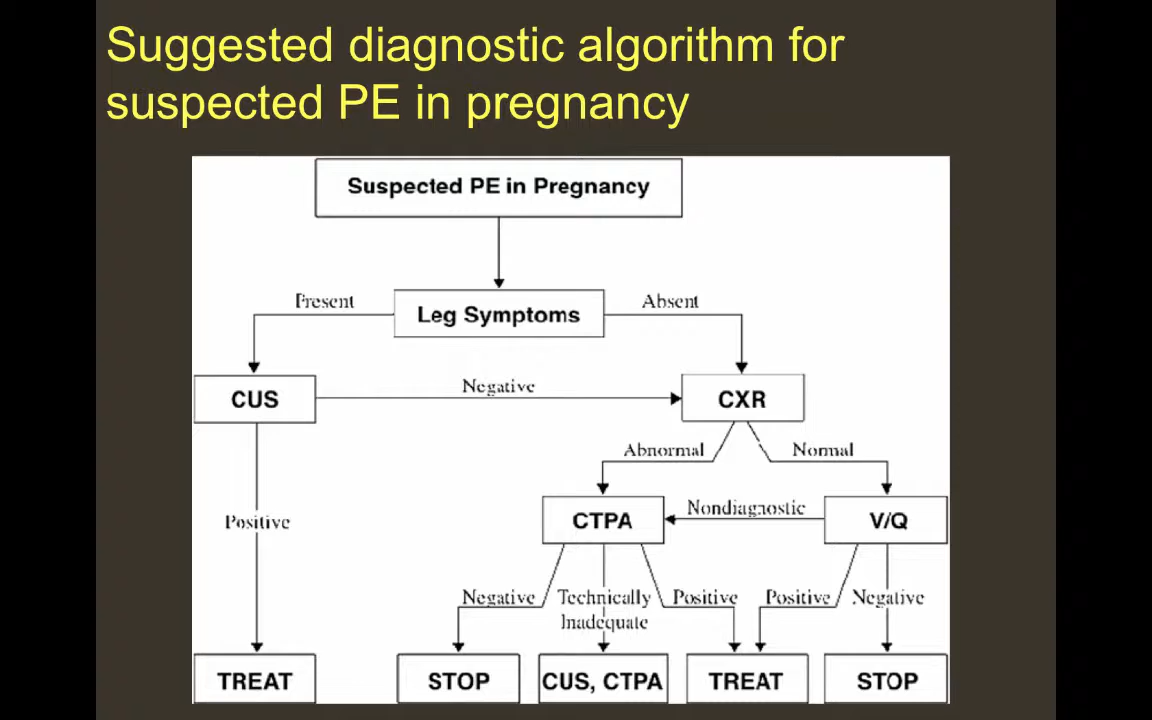 Suggested diagnostic algorithm for
suspected PE in pregnancy
Suspected PE in Pregnancy
Present
Leg Symptoms
Absent
CUS
Negative
CXR
Abnormal
Normal
Positive
CTPA
Nondiagnostic
V/Q
Negative
Technically
Inadequate
Positive
Positive
Negative
TREAT
STOP
CUS, CTPA
TREAT
STOP